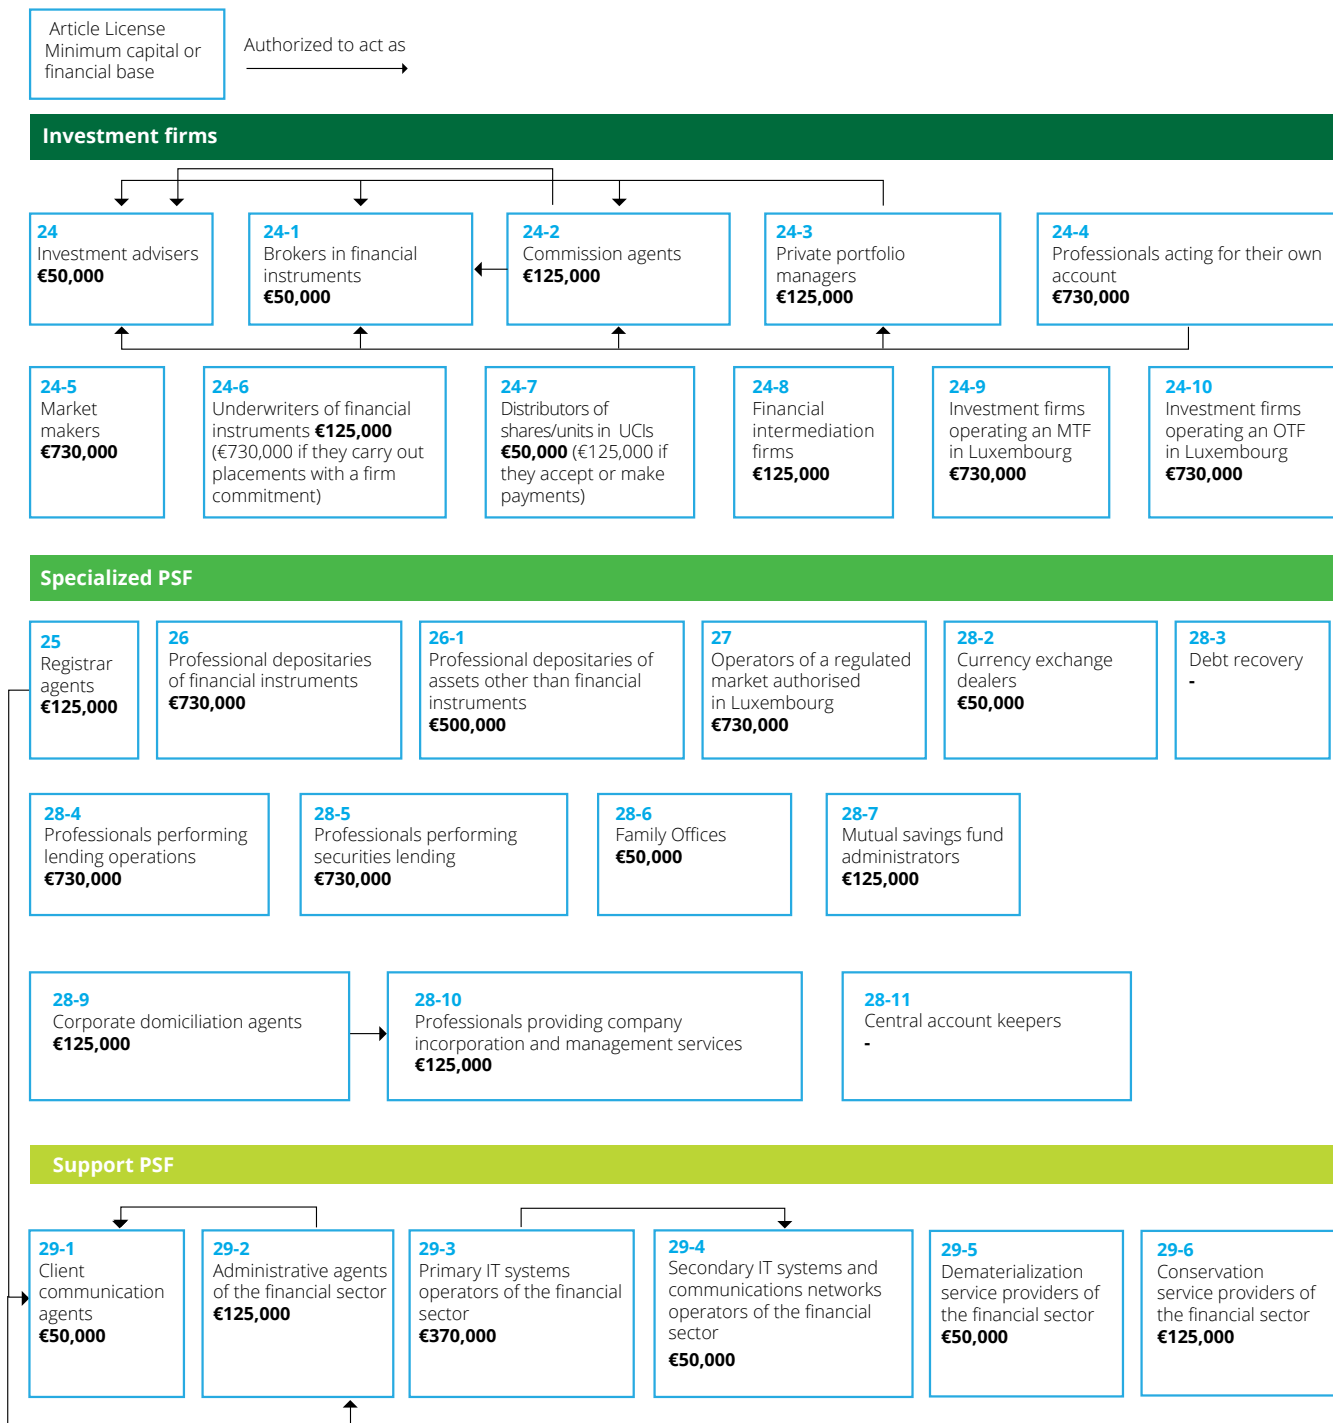 Article License
Minimum capital or
financial base
Authorized to act as
Investment firms
24
Investment advisers
€50,000
24-1
Brokers in financial
instruments
€50,000
24-2
Commission agents
€125,000
24-3
Private portfolio
managers
€125,000
24-4
Professionals acting for their own
account
€730,000
24-5
Market
makers
€730,000
24-6
Underwriters of financial
instruments €125,000
(€730,000 if they carry out
placements with a firm
commitment)
24-7
Distributors of
shares/units in UCIs
€50,000 (€125,000 if
they accept or make
payments)
24-8
Financial
intermediation
firms
€125,000
24-9
Investment firms
operating an MTF
in Luxembourg
€730,000
24-10
Investment firms
operating an OTF
in Luxembourg
€730,000
Specialized PSF
25
Registrar
agents
€125,000
26
Professional depositaries
of financial instruments
€730,000
26-1
Professional depositaries of
assets other than financial
instruments
€500,000
27
Operators of a regulated
market authorised
in Luxembourg
€730,000
28-2
Currency exchange
dealers
€50,000
28-3
Debt recovery
-
28-4
Professionals performing
lending operations
€730,000
28-5
Professionals performing
securities lending
€730,000
28-6
Family Offices
€50,000
28-7
Mutual savings fund
administrators
€125,000
28-9
Corporate domiciliation agents
€125,000
28-10
Professionals providing company
incorporation and management services
€125,000
28-11
Central account keepers
-
Support PSF
29-1
Client
communication
agents
€50,000
29-2
Administrative agents
of the financial sector
€125,000
29-3
Primary IT systems
operators of the financial
sector
€370,000
29-4
Secondary IT systems and
communications networks
operators of the financial
sector
€50,000
29-5
Dematerialization
service providers of
the financial sector
€50,000
29-6
Conservation
service providers of
the financial sector
€125,000